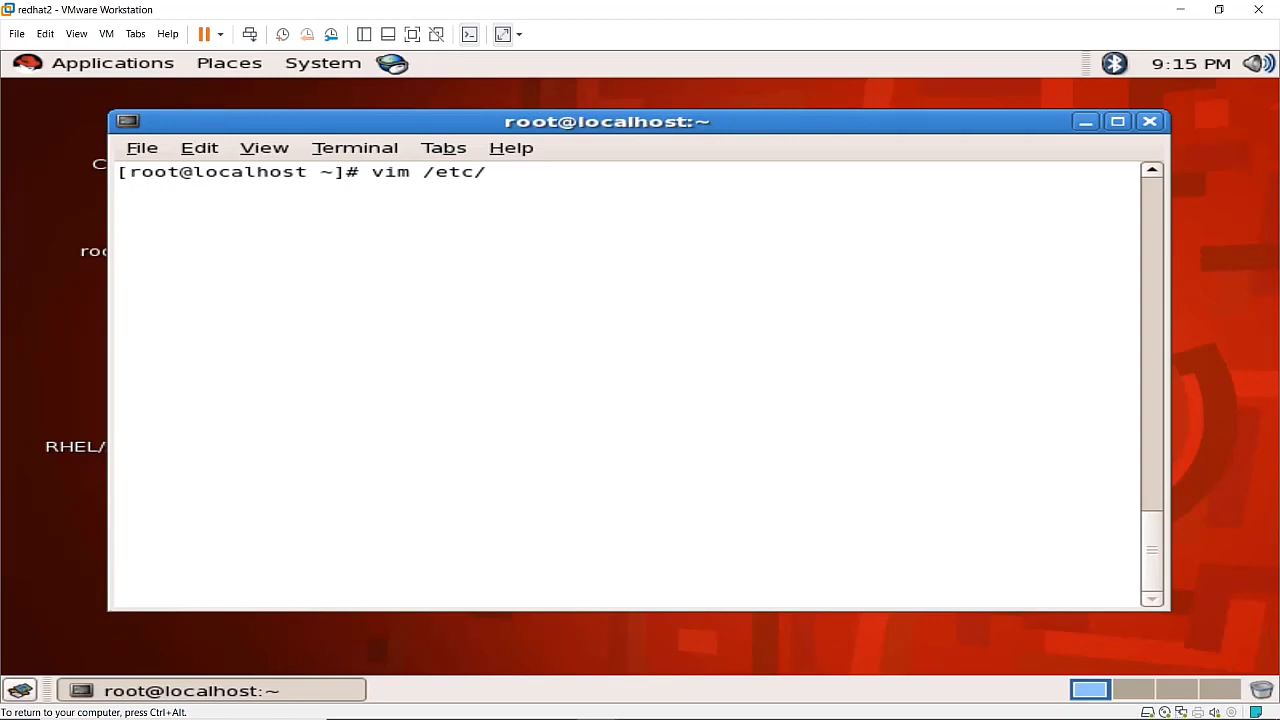 redhat2 - VMware Workstation
File Edit View VM Tabs Help
Applications Places System 9:15 PM
root@localhost:~
File Edit View Terminal Tabs Help
[root@localhost ~]# vim /etc/
C
roo
RHEL/
root@localhost:~
To return to your computer, press Ctrl+Alt.